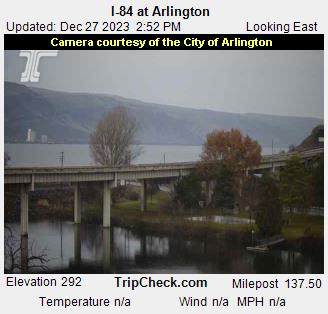 I-84 at Arlington
Updated: Dec 27 2023 2:52 PM Looking East
Camera courtesy of the City of Arlington
Elevation 292 TripCheck.com Milepost 137.50
Temperature n/a Wind n/a MPH n/a